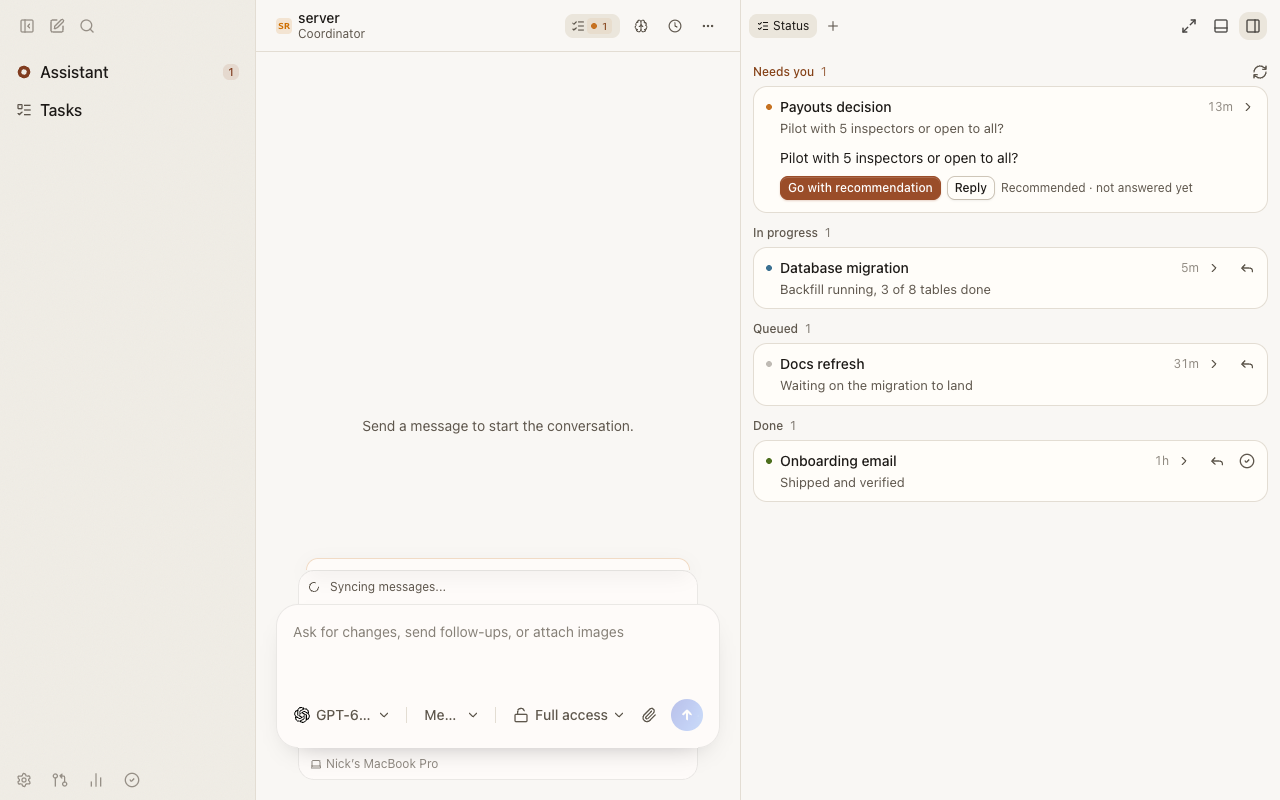 Assistant
1
Tasks
SR
server
Coordinator
1
Send a message to start the conversation.
Syncing messages...
Ask for changes, send follow-ups, or attach images
GPT-6...
Me...
Full access
Nick's MacBook Pro
Status
Needs you 1
Payouts decision
13m
Pilot with 5 inspectors or open to all?
Pilot with 5 inspectors or open to all?
Go with recommendation
Reply
Recommended · not answered yet
In progress 1
Database migration
5m
Backfill running, 3 of 8 tables done
Queued 1
Docs refresh
31m
Waiting on the migration to land
Done 1
Onboarding email
1h
Shipped and verified